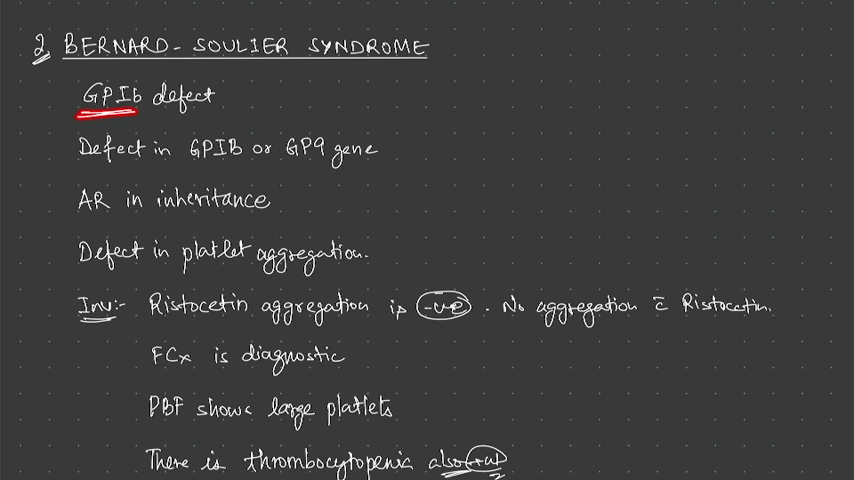 2. BERNARD-SOULIER SYNDROME
GPIb defect
Defect in GPIB or GP9 gene
AR in inheritance
Defect in platlet aggregation.
Inv:- Ristocetin aggregation is -ve. No aggregation c̄ Ristocetin.
FCx is diagnostic
PBF shows large platlets
There is thrombocytopenia also